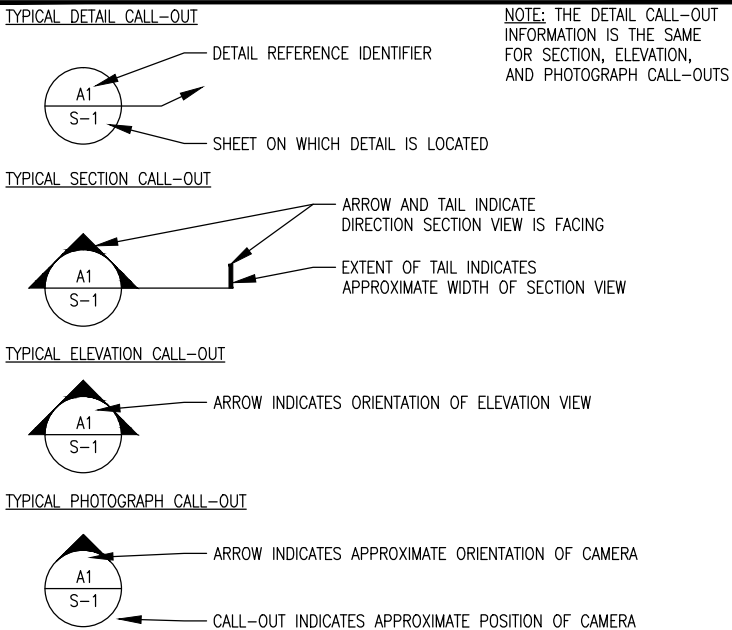 TYPICAL DETAIL CALL-OUT
NOTE: THE DETAIL CALL-OUT
INFORMATION IS THE SAME
FOR SECTION, ELEVATION,
AND PHOTOGRAPH CALL-OUTS
DETAIL REFERENCE IDENTIFIER
A1
S-1
SHEET ON WHICH DETAIL IS LOCATED
TYPICAL SECTION CALL-OUT
ARROW AND TAIL INDICATE
DIRECTION SECTION VIEW IS FACING
A1
S-1
EXTENT OF TAIL INDICATES
APPROXIMATE WIDTH OF SECTION VIEW
TYPICAL ELEVATION CALL-OUT
ARROW INDICATES ORIENTATION OF ELEVATION VIEW
A1
S-1
TYPICAL PHOTOGRAPH CALL-OUT
ARROW INDICATES APPROXIMATE ORIENTATION OF CAMERA
A1
S-1
CALL-OUT INDICATES APPROXIMATE POSITION OF CAMERA